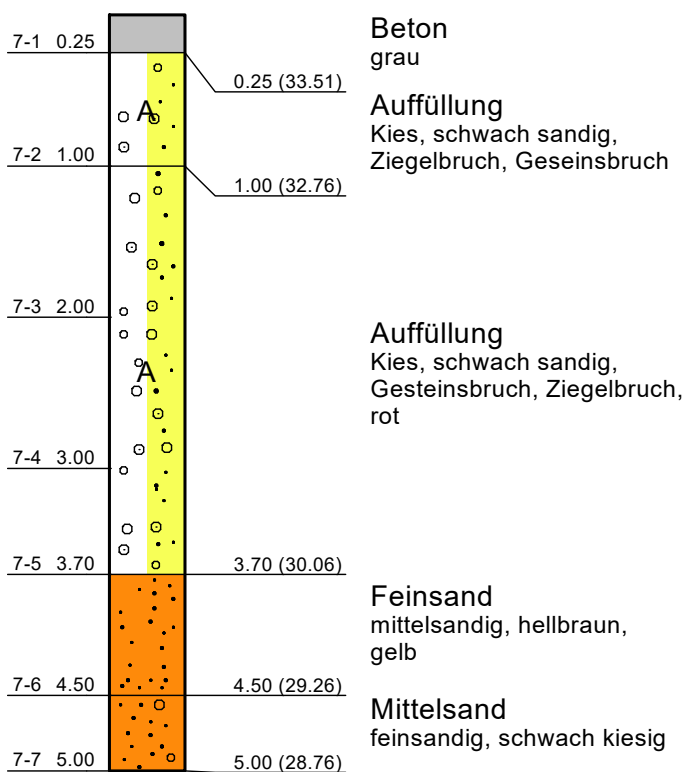 Beton
grau
7-1 0.25
0.25 (33.51)
Auffüllung
Kies, schwach sandig,
Ziegelbruch, Geseinsbruch
A
7-2 1.00
1.00 (32.76)
7-3 2.00
Auffüllung
Kies, schwach sandig,
Gesteinsbruch, Ziegelbruch,
rot
A
7-4 3.00
7-5 3.70
3.70 (30.06)
Feinsand
mittelsandig, hellbraun,
gelb
7-6 4.50
4.50 (29.26)
Mittelsand
feinsandig, schwach kiesig
7-7 5.00
5.00 (28.76)